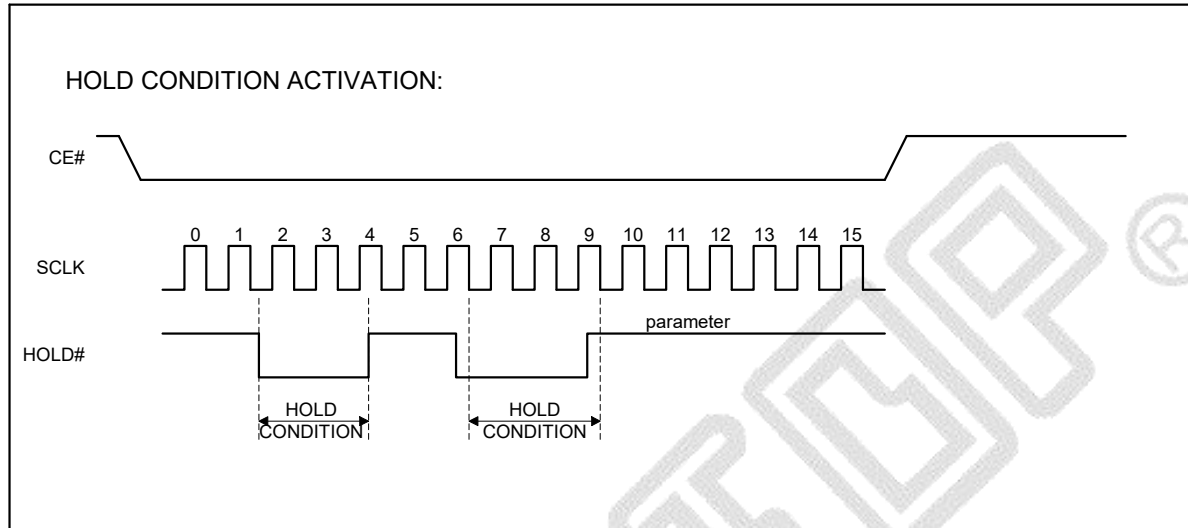 HOLD CONDITION ACTIVATION:
CE#
0 1 2 3 4 5 6 7 8 9 10 11 12 13 14 15
SCLK
parameter
HOLD#
HOLD CONDITION
HOLD CONDITION
®